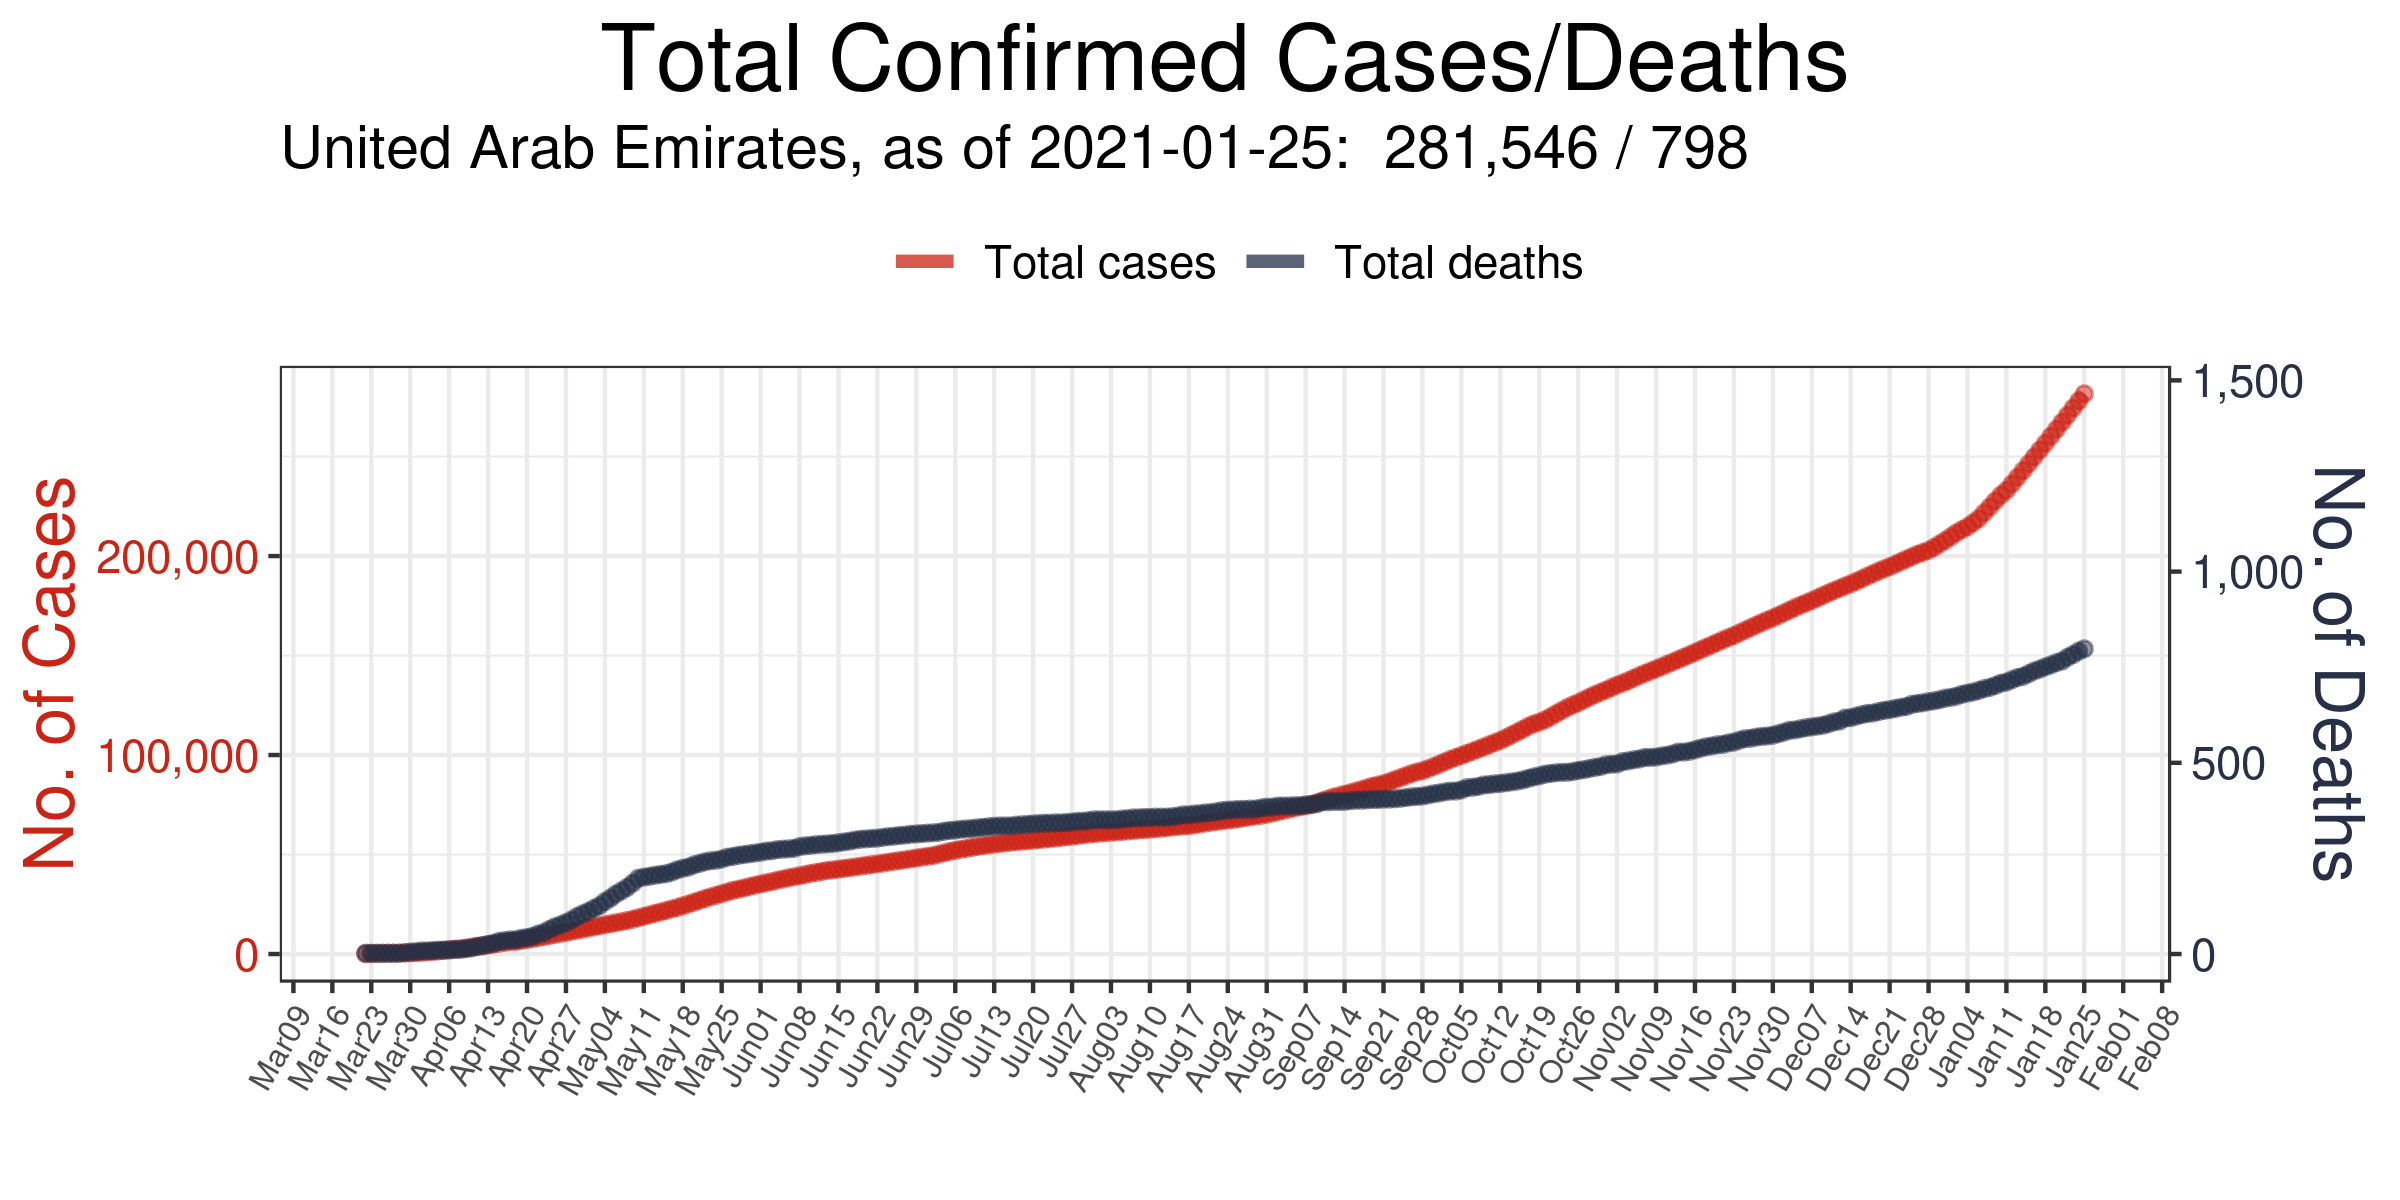 Total Confirmed Cases/Deaths
United Arab Emirates, as of 2021-01-25: 281,546 / 798
Total cases
Total deaths
No. of Cases
200,000
100,000
0
1,500
1,000
500
0
No. of Deaths
Mar09
Mar16
Mar23
Mar30
Apr06
Apr13
Apr20
Apr27
May04
May11
May18
May25
Jun01
Jun08
Jun15
Jun22
Jun29
Jul06
Jul13
Jul20
Jul27
Aug03
Aug10
Aug17
Aug24
Aug31
Sep07
Sep14
Sep21
Sep28
Oct05
Oct12
Oct19
Oct26
Nov02
Nov09
Nov16
Nov23
Nov30
Dec07
Dec14
Dec21
Dec28
Jan04
Jan11
Jan18
Jan25
Feb01
Feb08